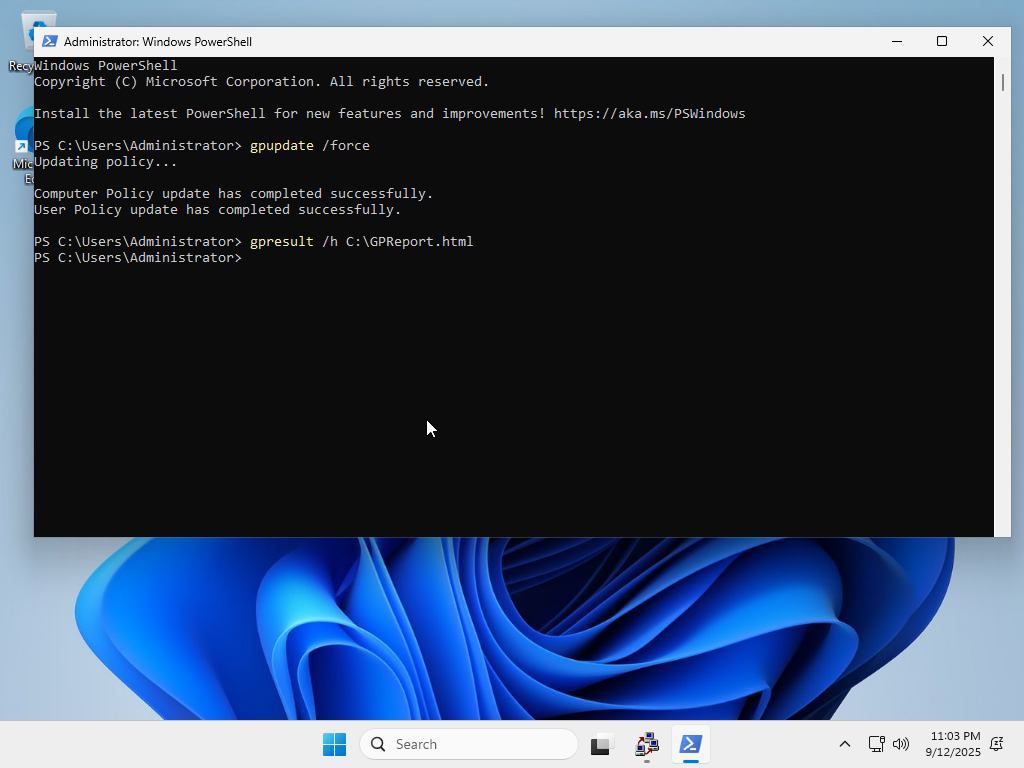 Administrator: Windows PowerShell
Windows PowerShell
Copyright (C) Microsoft Corporation. All rights reserved.
Install the latest PowerShell for new features and improvements! https://aka.ms/PSWindows
PS C:\Users\Administrator> gpupdate /force
Updating policy...
Computer Policy update has completed successfully.
User Policy update has completed successfully.
PS C:\Users\Administrator> gpresult /h C:\GPReport.html
PS C:\Users\Administrator>
Recy
Mic
Ed
Search
11:03 PM
9/12/2025